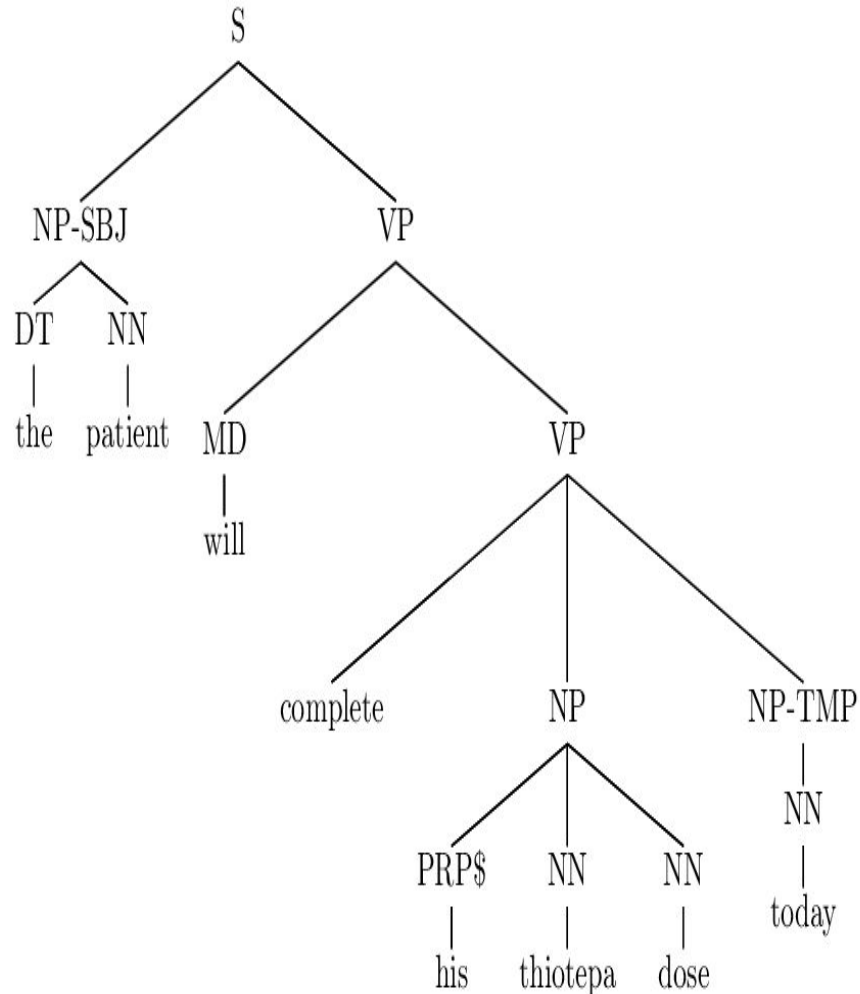 S
NP-SBJ VP
DT NN
the patient MD VP
will
complete NP NP-TMP
NN
PRP$ NN NN
today
his thiotepa dose